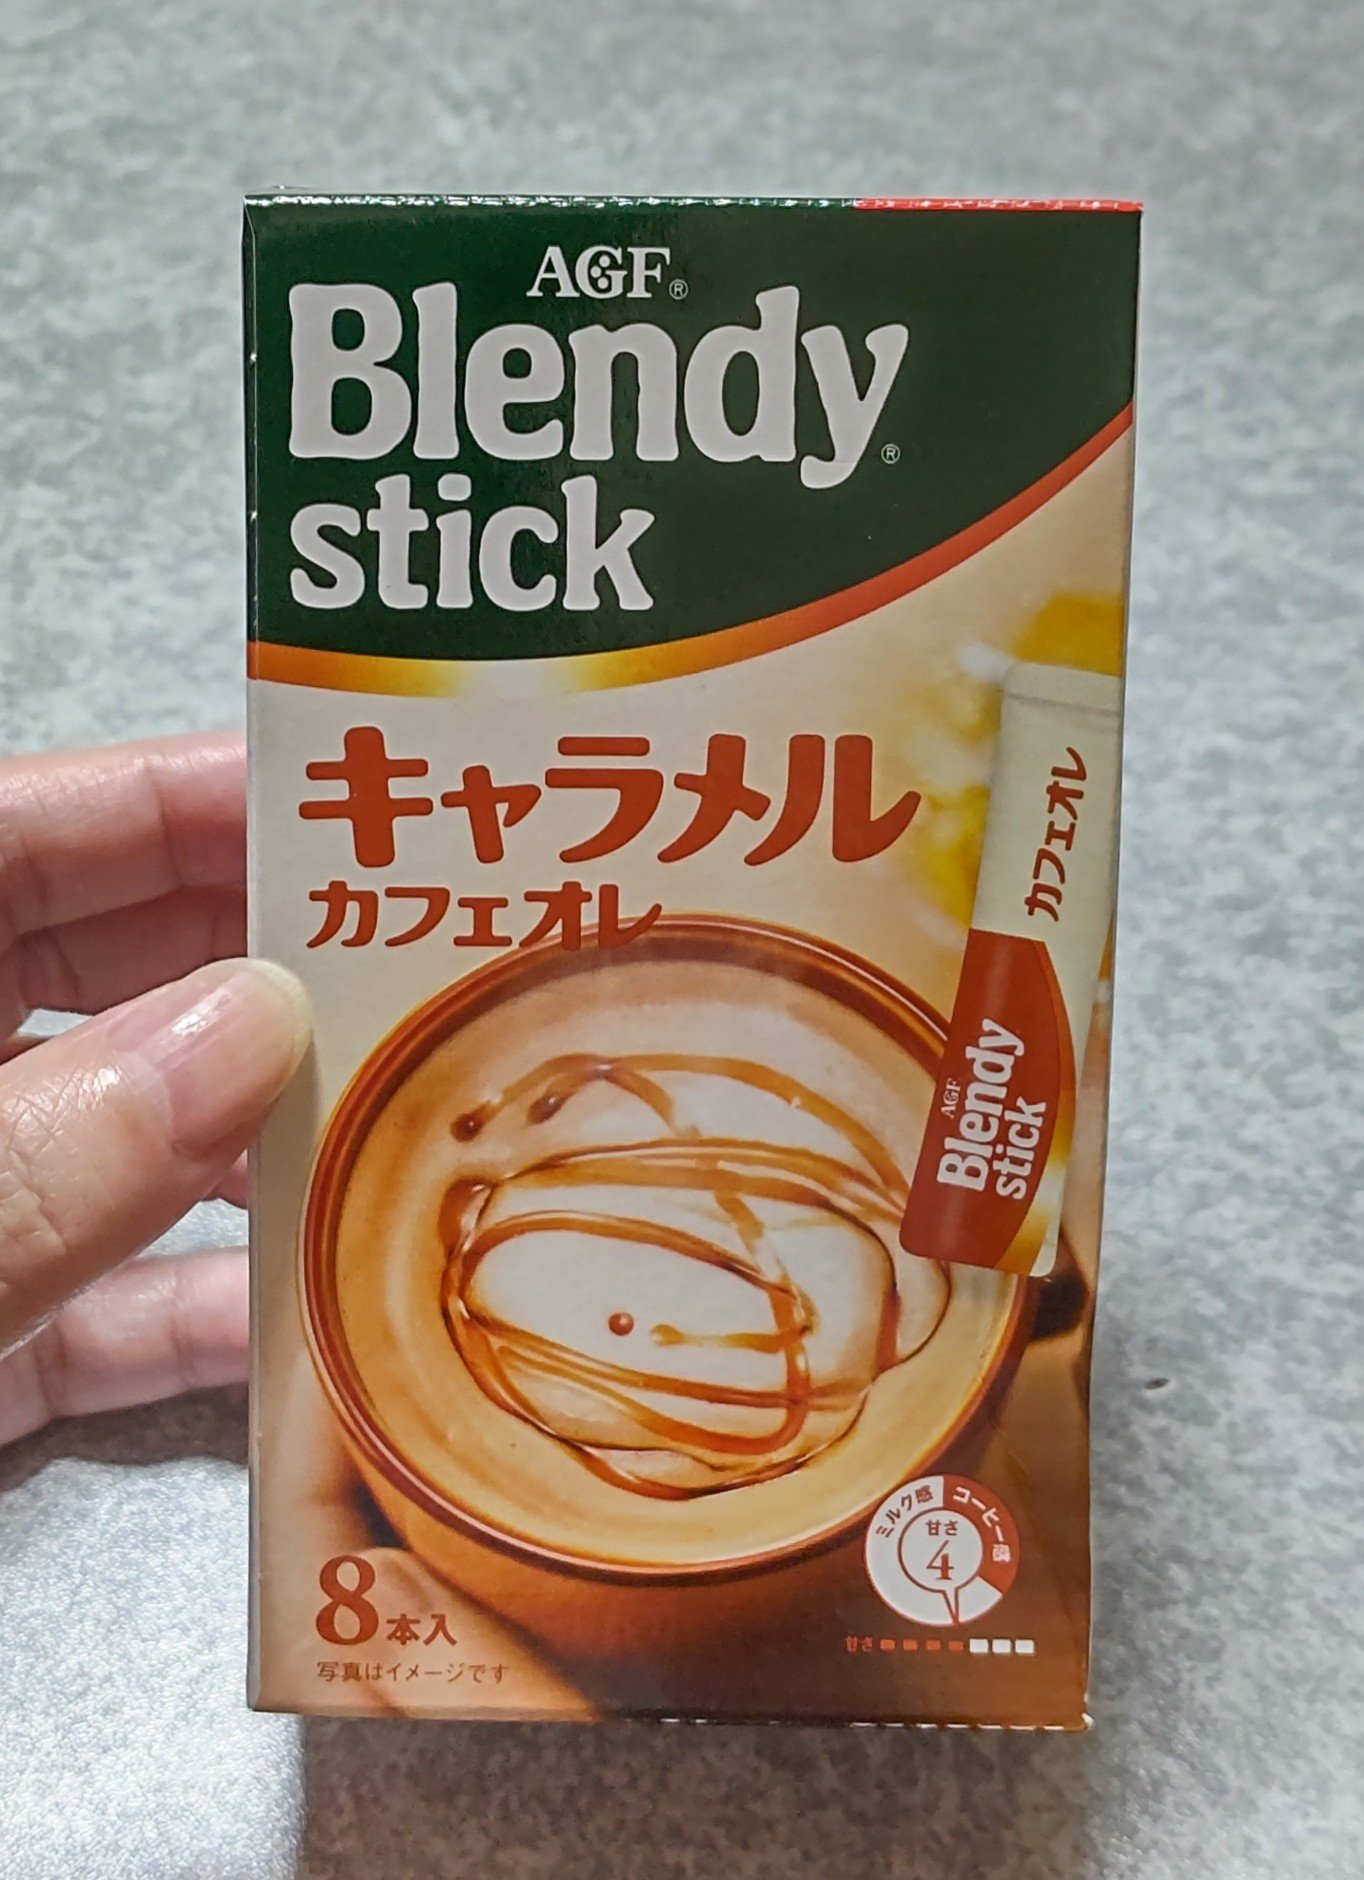 AGF®
Blendy®
stick
キャラメル
カフェオレ
カフェオレ
AGF
Blendy
stick
ミルク感 コーヒー感
甘さ
4
甘さ
8本入
写真はイメージです